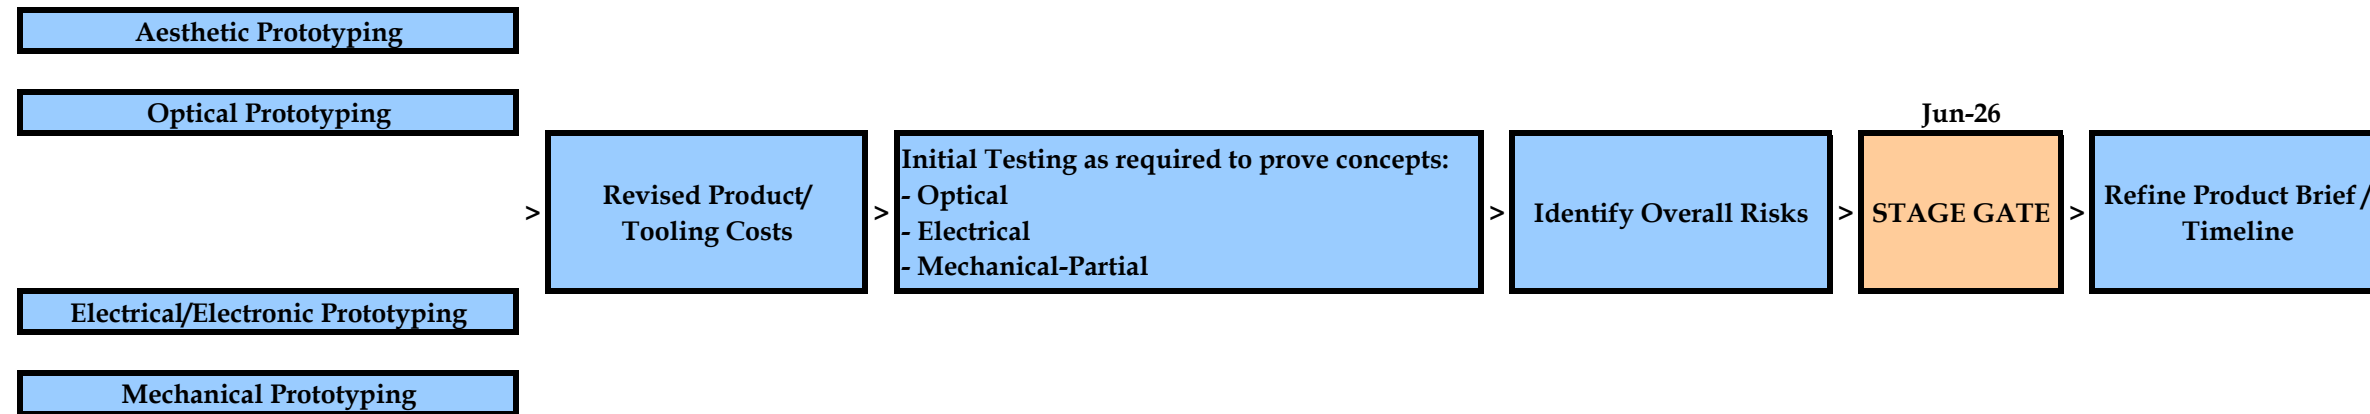 Aesthetic Prototyping
Optical Prototyping
Electrical/Electronic Prototyping
Mechanical Prototyping
>
Revised Product/
Tooling Costs
>
Initial Testing as required to prove concepts:
- Optical
- Electrical
- Mechanical-Partial
>
Identify Overall Risks
>
Jun-26
STAGE GATE
>
Refine Product Brief /
Timeline